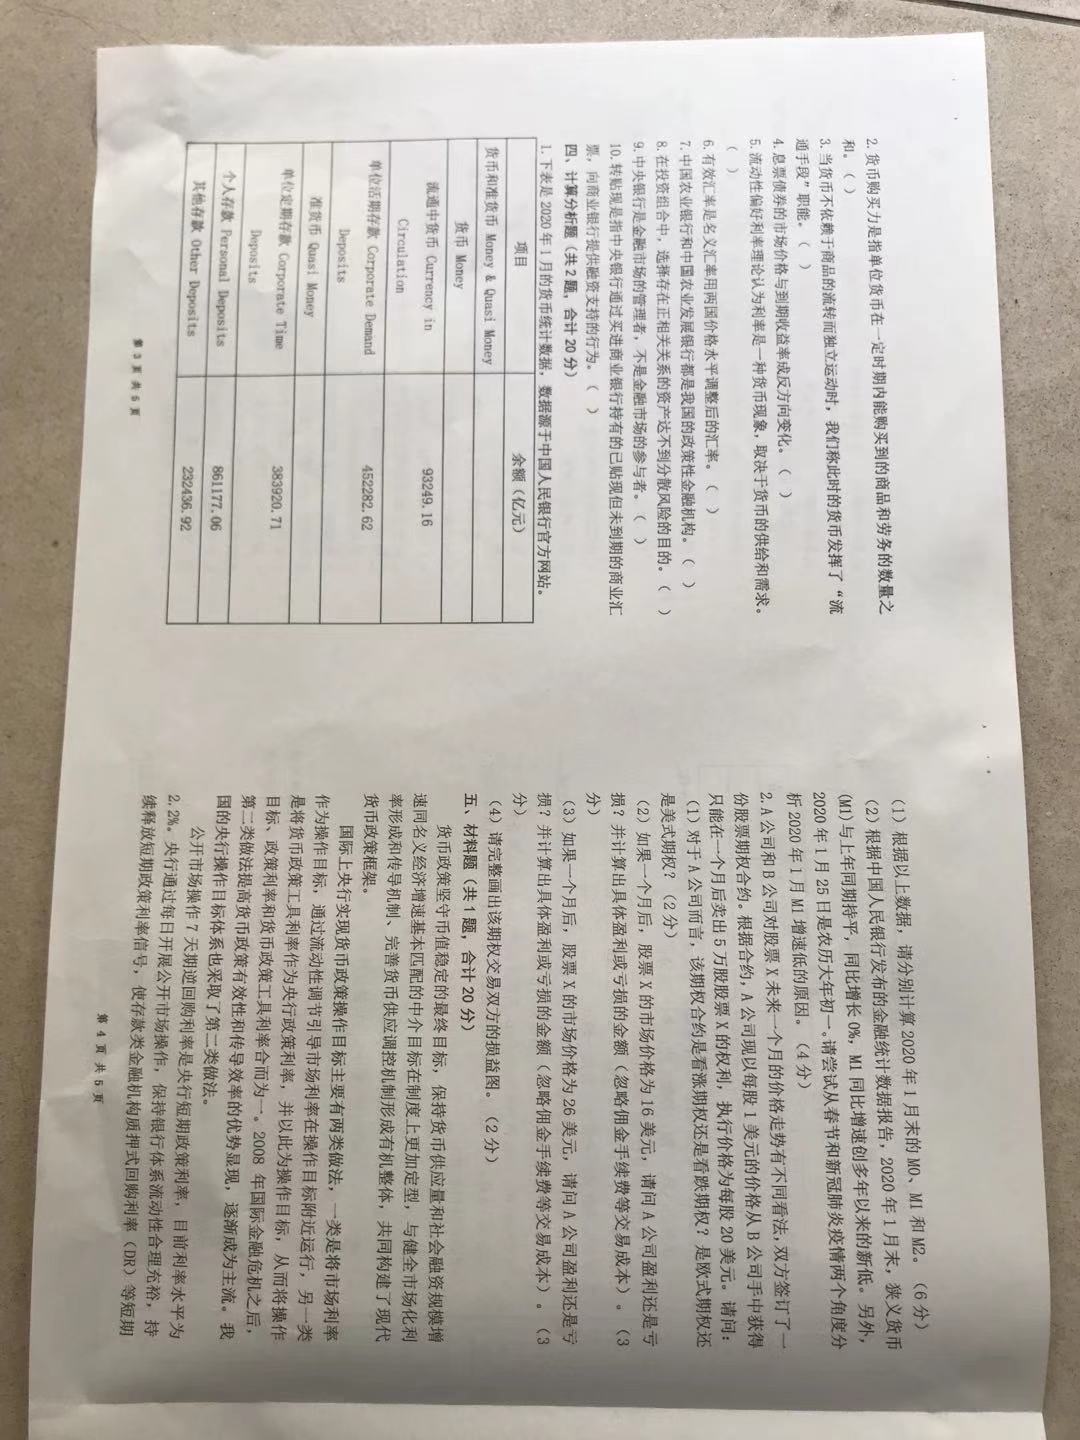 2.货币购买力是指单位货币在一定时期内能购买到的商品和劳务的数量之
和。( )
3.当货币不依赖于商品的流转而独立运动时，我们称此时的货币发挥了“流
通手段”职能。( )
4.息票债券的市场价格与到期收益率成反方向变化。( )
5.流动性偏好利率理论认为利率是一种货币现象，取决于货币的供给和需求。
( )
6.有效汇率是名义汇率用两国价格水平调整后的汇率。( )
7.中国农业银行和中国农业发展银行都是我国的政策性金融机构。( )
8.在投资组合中，选择存在正相关关系的资产达不到分散风险的目的。( )
9.中央银行是金融市场的管理者，不是金融市场的参与者。( )
10.转贴现是指中央银行通过买进商业银行持有的已贴现但未到期的商业汇
票，向商业银行提供融资支持的行为。( )
四、计算分析题（共2题，合计20分）
1.下表是2020年1月的货币统计数据，数据源于中国人民银行官方网站。
项目 余额（亿元）
货币和准货币 Money & Quasi Money
货币 Money
流通中货币 Currency in 93249.16
Circulation
单位活期存款 Corporate Demand 452282.62
Deposits
准货币 Quasi Money
单位定期存款 Corporate Time 383920.71
Deposits
个人存款 Personal Deposits 861177.06
其他存款 Other Deposits 232436.92
第 3 页 共 5 页
（1）根据以上数据，请分别计算2020年1月末的M0、M1和M2。（6分）
（2）根据中国人民银行发布的金融统计数据报告，2020年1月末，狭义货币
(M1)与上年同期持平，同比增长0%，M1同比增速创多年以来的新低。另外，
2020年1月25日是农历大年初一。请尝试从春节和新冠肺炎疫情两个角度分
析2020年1月M1增速低的原因。（4分）
2.A公司和B公司对股票X未来一个月的价格走势有不同看法，双方签订了一
份股票期权合约。根据合约，A公司现以每股1美元的价格从B公司手中获得
只能在一个月后卖出5万股股票X的权利，执行价格为每股20美元。请问：
（1）对于A公司而言，该期权合约是看涨期权还是看跌期权？是欧式期权还
是美式期权？（2分）
（2）如果一个月后，股票X的市场价格为16美元，请问A公司盈利还是亏
损？并计算出具体盈利或亏损的金额（忽略佣金手续费等交易成本）。（3
分）
（3）如果一个月后，股票X的市场价格为26美元，请问A公司盈利还是亏
损？并计算出具体盈利或亏损的金额（忽略佣金手续费等交易成本）。（3
分）
（4）请完整画出该期权交易双方的损益图。（2分）
五、材料题（共1题，合计20分）
货币政策坚守币值稳定的最终目标，保持货币供应量和社会融资规模增
速同名义经济增速基本匹配的中介目标在制度上更加定型，与健全市场化利
率形成和传导机制、完善货币供应调控机制形成有机整体，共同构建了现代
货币政策框架。
国际上央行实现货币政策操作目标主要有两类做法，一类是将市场利率
作为操作目标，通过流动性调节引导市场利率在操作目标附近运行，另一类
是将货币政策工具利率作为央行政策利率，并以此为操作目标，从而将操作
目标、政策利率和货币政策工具利率合而为一。2008 年国际金融危机之后，
第二类做法提高货币政策有效性和传导效率的优势显现，逐渐成为主流。我
国的央行操作目标体系也采取了第二类做法。
公开市场操作7天期逆回购利率是央行短期政策利率，目前利率水平为
2.2%。央行通过每日开展公开市场操作，保持银行体系流动性合理充裕，持
续释放短期政策利率信号，使存款类金融机构质押式回购利率（DR）等短期
第 4 页 共 5 页